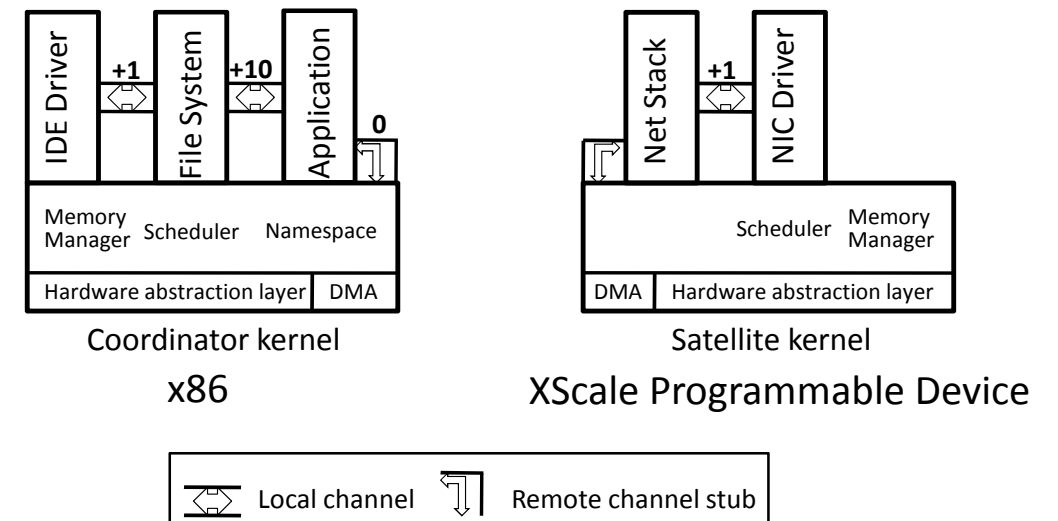 IDE Driver
+1
File System
+10
Application
0
Net Stack
+1
NIC Driver
Memory
Manager
Scheduler
Namespace
Scheduler
Memory
Manager
Hardware abstraction layer
DMA
DMA
Hardware abstraction layer
Coordinator kernel
Satellite kernel
x86
XScale Programmable Device
Local channel
Remote channel stub